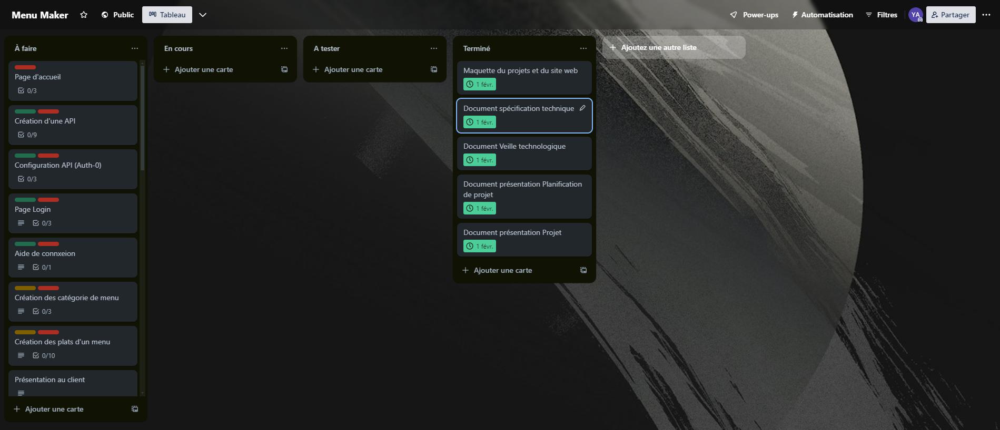 Menu Maker
Public
Tableau
Power-ups
Automatisation
Filtres
YA
Partager
À faire
Page d'accueil
0/3
Création d'une API
0/9
Configuration API (Auth-0)
0/3
Page Login
0/3
Aide de connxeion
0/1
Création des catégorie de menu
0/3
Création des plats d'un menu
0/10
Présentation au client
Ajouter une carte
En cours
Ajouter une carte
A tester
Ajouter une carte
Terminé
Maquette du projets et du site web
1 févr.
Document spécification technique
1 févr.
Document Veille technologique
1 févr.
Document présentation Planification
de projet
1 févr.
Document présentation Projet
1 févr.
Ajouter une carte
Ajoutez une autre liste